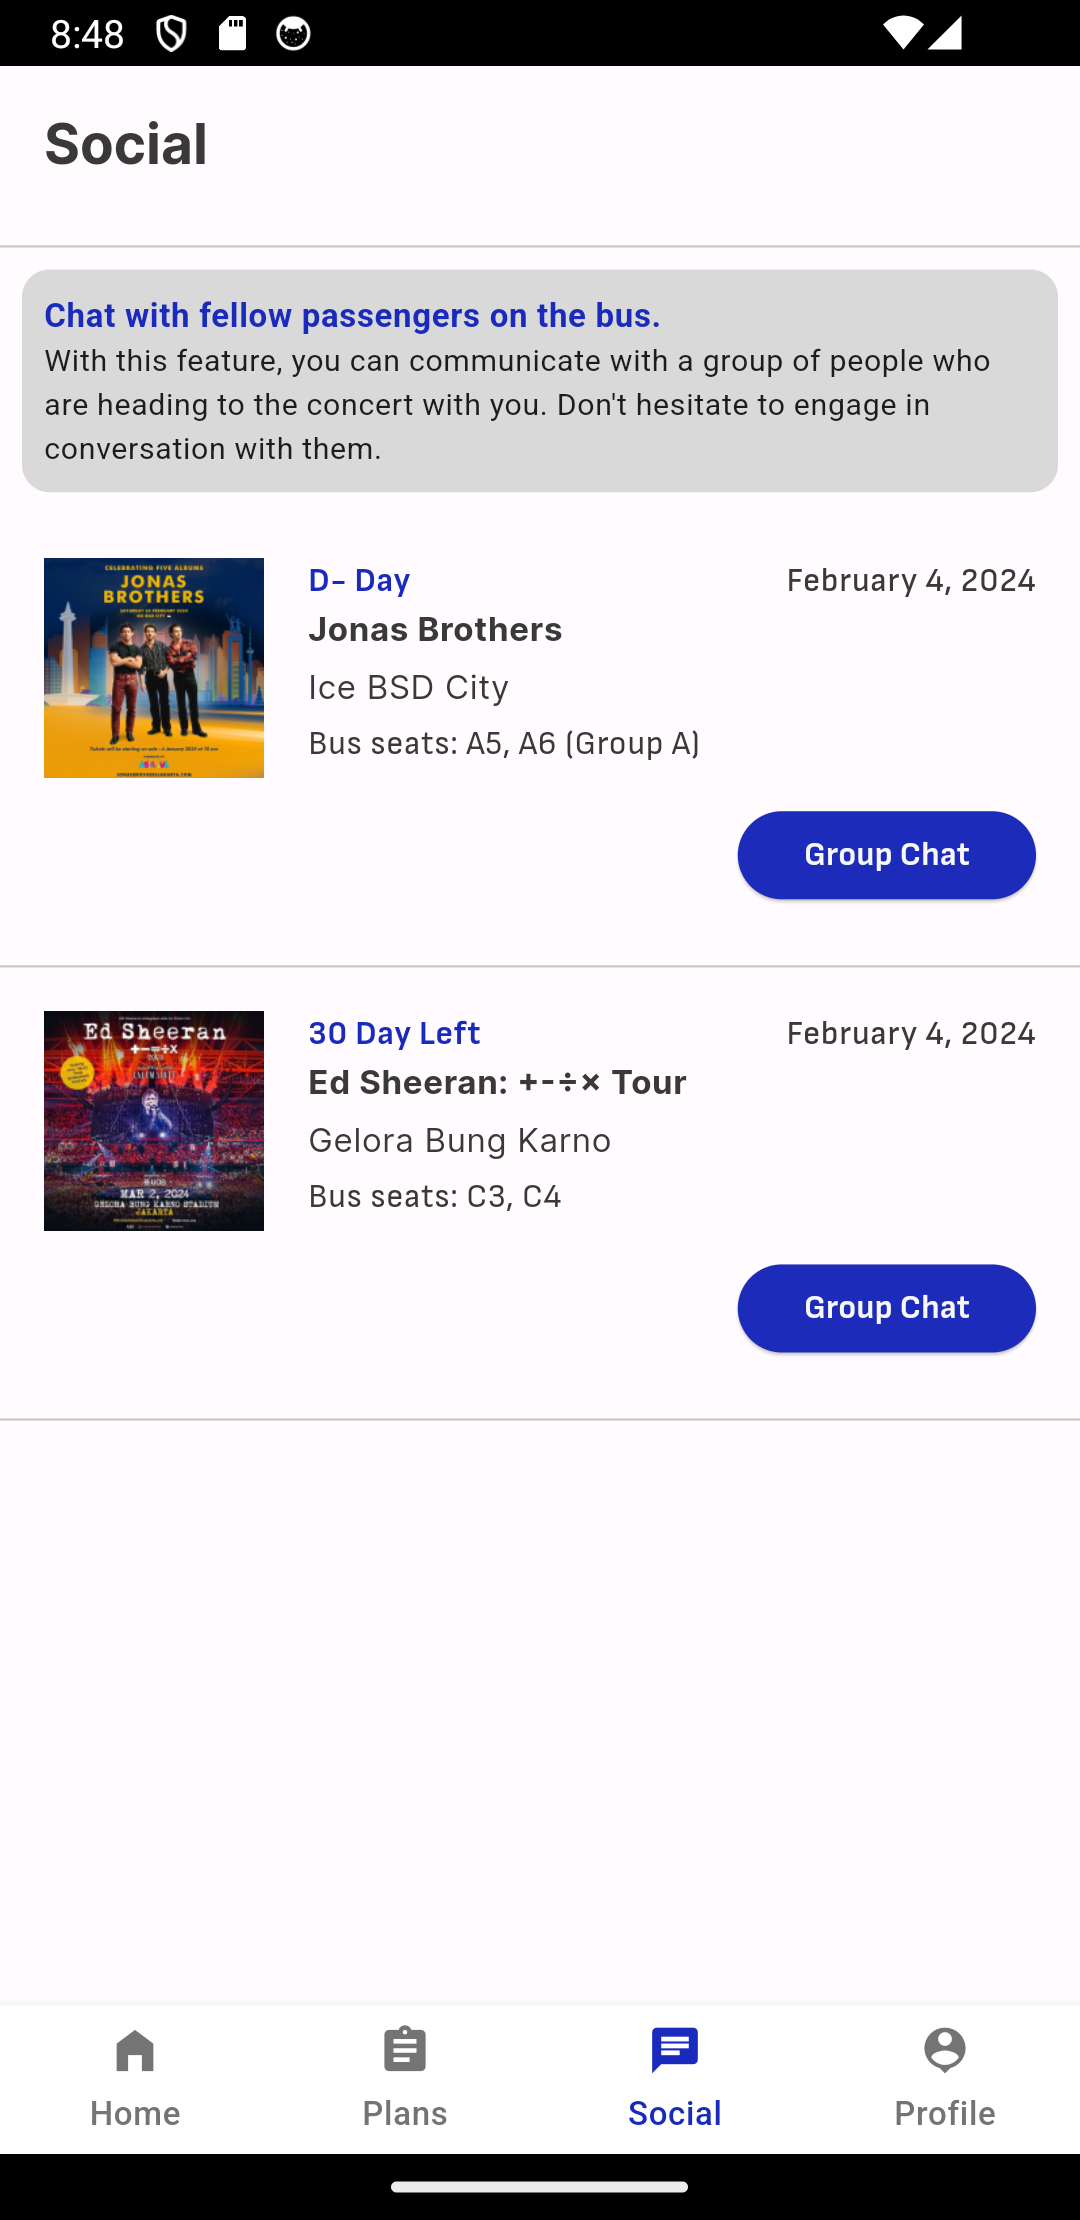 8:48
Social
Chat with fellow passengers on the bus.
With this feature, you can communicate with a group of people who
are heading to the concert with you. Don't hesitate to engage in
conversation with them.
CELEBRATING FIVE ALBUMS
JONAS
BROTHERS
D- Day
February 4, 2024
Jonas Brothers
Ice BSD City
Bus seats: A5, A6 (Group A)
Group Chat
Ed Sheeran
+-=÷x
MAR 2, 2024
GELORA BUNG KARNO STADIUM
JAKARTA
30 Day Left
February 4, 2024
Ed Sheeran: +-÷× Tour
Gelora Bung Karno
Bus seats: C3, C4
Group Chat
Home
Plans
Social
Profile